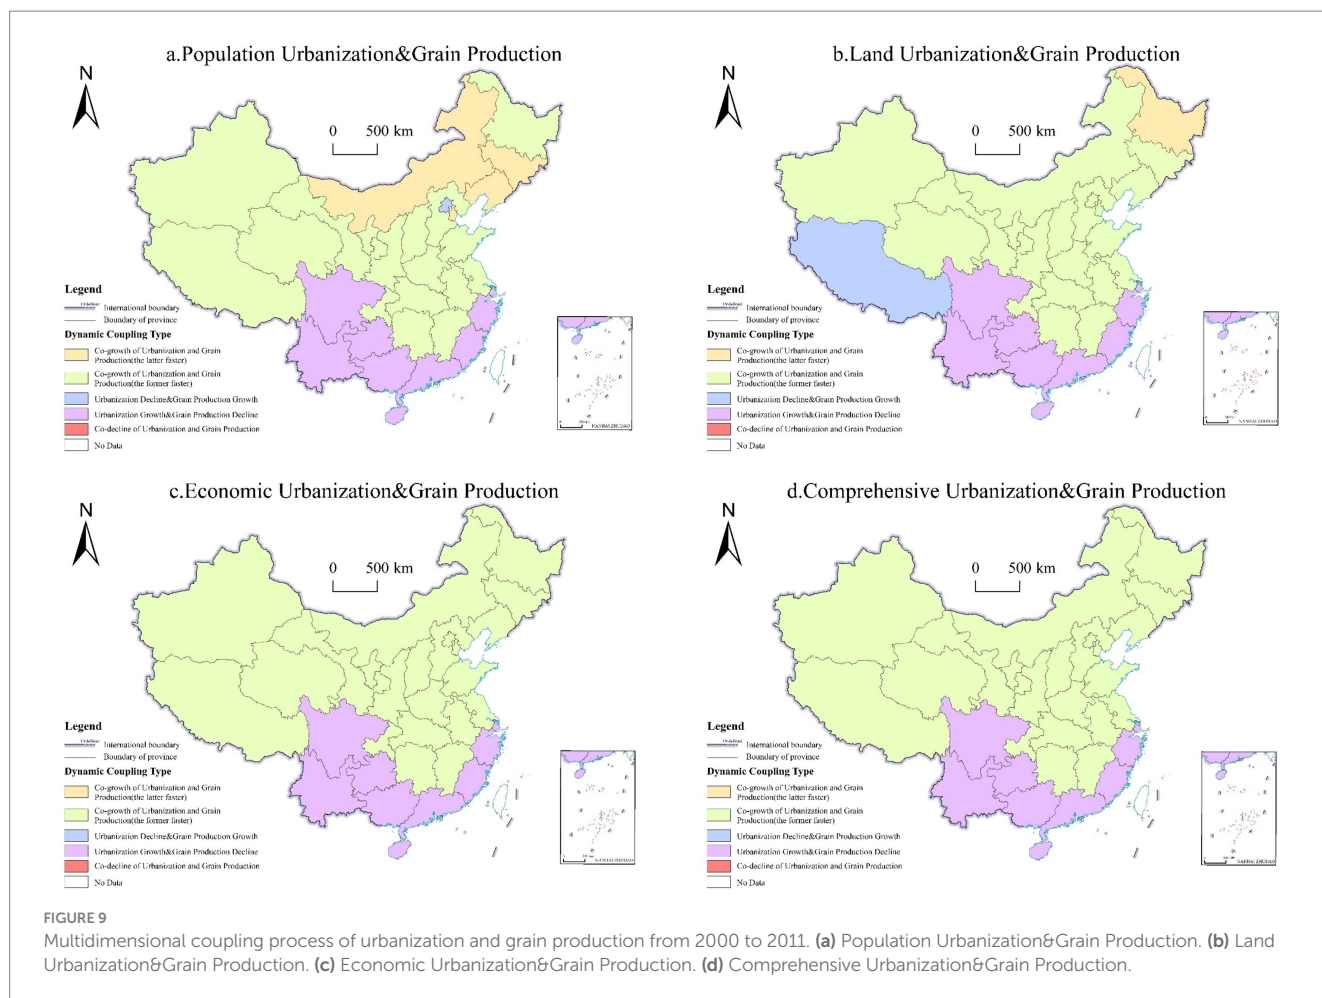 a.Population Urbanization&Grain Production
N
0 500 km
Legend
Undefined International boundary
Boundary of province
Dynamic Coupling Type
Co-growth of Urbanization and Grain
Production(the latter faster)
Co-growth of Urbanization and Grain
Production(the former faster)
Urbanization Decline&Grain Production Growth
Urbanization Growth&Grain Production Decline
Co-decline of Urbanization and Grain Production
No Data
NANHAI ZHUDAO
b.Land Urbanization&Grain Production
N
0 500 km
Legend
Undefined International boundary
Boundary of province
Dynamic Coupling Type
Co-growth of Urbanization and Grain
Production(the latter faster)
Co-growth of Urbanization and Grain
Production(the former faster)
Urbanization Decline&Grain Production Growth
Urbanization Growth&Grain Production Decline
Co-decline of Urbanization and Grain Production
No Data
NANHAI ZHUDAO
c.Economic Urbanization&Grain Production
N
0 500 km
Legend
Undefined International boundary
Boundary of province
Dynamic Coupling Type
Co-growth of Urbanization and Grain
Production(the latter faster)
Co-growth of Urbanization and Grain
Production(the former faster)
Urbanization Decline&Grain Production Growth
Urbanization Growth&Grain Production Decline
Co-decline of Urbanization and Grain Production
No Data
NANHAI ZHUDAO
d.Comprehensive Urbanization&Grain Production
N
0 500 km
Legend
Undefined International boundary
Boundary of province
Dynamic Coupling Type
Co-growth of Urbanization and Grain
Production(the latter faster)
Co-growth of Urbanization and Grain
Production(the former faster)
Urbanization Decline&Grain Production Growth
Urbanization Growth&Grain Production Decline
Co-decline of Urbanization and Grain Production
No Data
NANHAI ZHUDAO
FIGURE 9
Multidimensional coupling process of urbanization and grain production from 2000 to 2011. (a) Population Urbanization&Grain Production. (b) Land
Urbanization&Grain Production. (c) Economic Urbanization&Grain Production. (d) Comprehensive Urbanization&Grain Production.